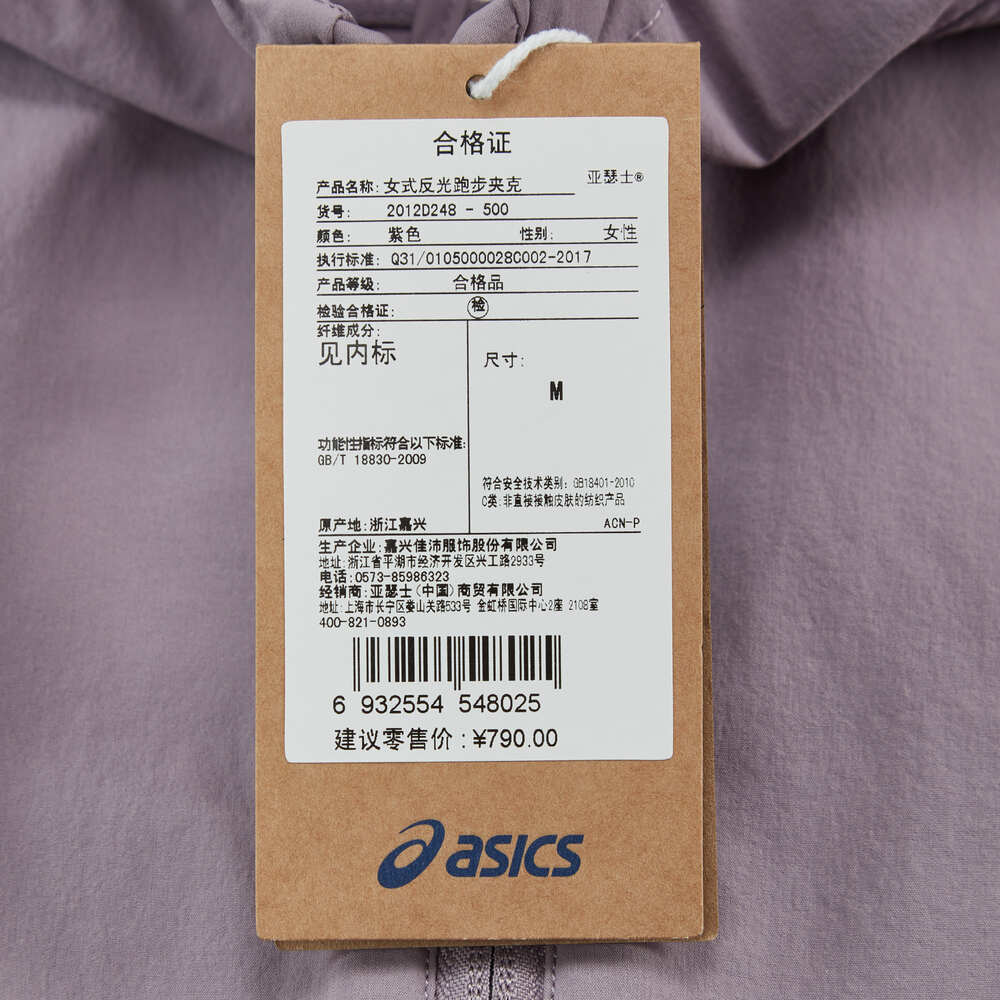 合格证
产品名称: 女式反光跑步夹克 亚瑟士®
货号: 2012D248 - 500
颜色: 紫色 性别: 女性
执行标准: Q31/0105000028C002-2017
产品等级: 合格品
检验合格证: 检
纤维成分:
见内标
尺寸:
M
功能性指标符合以下标准:
GB/T 18830-2009
符合安全技术类别: GB18401-2010
C类:非直接接触皮肤的纺织产品
原产地:浙江嘉兴 ACN-P
生产企业:嘉兴佳沛服饰股份有限公司
地址:浙江省平湖市经济开发区兴工路2933号
电话:0573-85986323
经销商:亚瑟士(中国)商贸有限公司
地址:上海市长宁区娄山关路533号 金虹桥国际中心2座 2108室
400-821-0893
6 932554 548025
建议零售价:¥790.00
asics